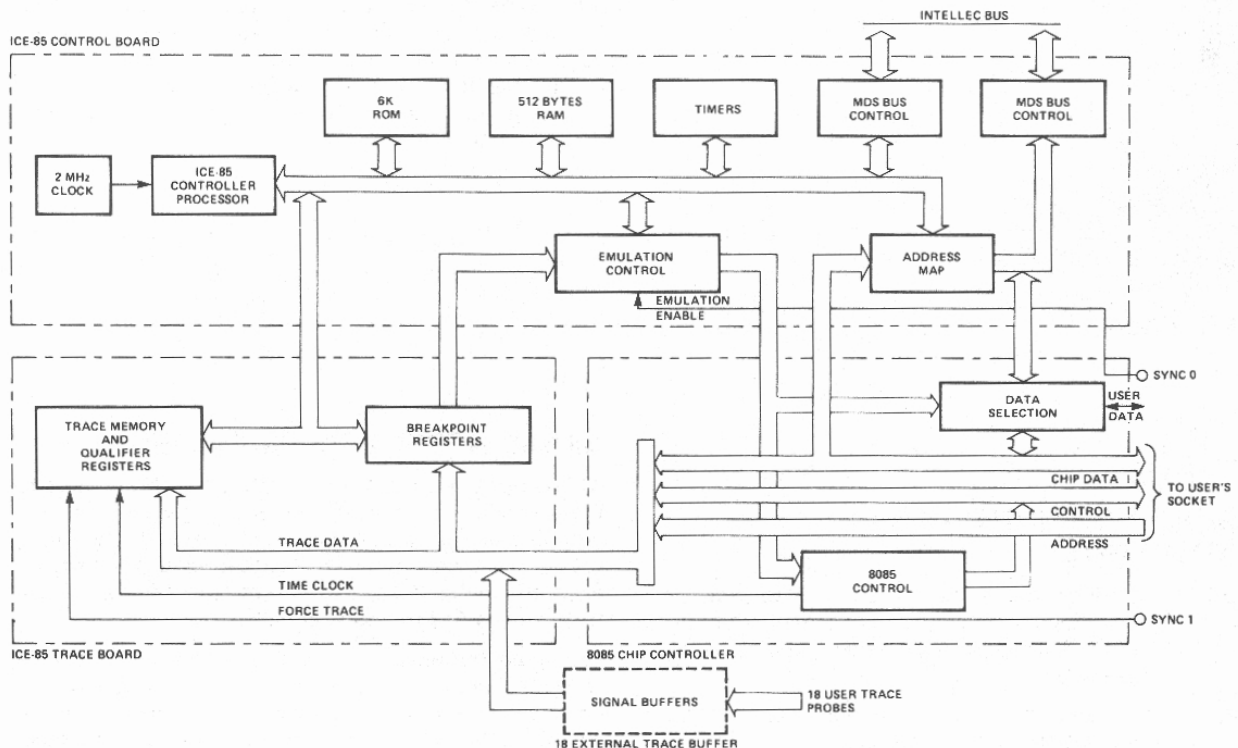 INTELLEC BUS
ICE-85 CONTROL BOARD
6K
ROM
512 BYTES
RAM
TIMERS
MDS BUS
CONTROL
MDS BUS
CONTROL
2 MHz
CLOCK
ICE-85
CONTROLLER
PROCESSOR
EMULATION
CONTROL
ADDRESS
MAP
EMULATION
ENABLE
SYNC 0
DATA
SELECTION
USER
DATA
TRACE MEMORY
AND
QUALIFIER
REGISTERS
BREAKPOINT
REGISTERS
CHIP DATA
CONTROL
ADDRESS
TO USER'S
SOCKET
TRACE DATA
TIME CLOCK
FORCE TRACE
8085
CONTROL
SYNC 1
ICE-85 TRACE BOARD
8085 CHIP CONTROLLER
SIGNAL BUFFERS
18 USER TRACE
PROBES
18 EXTERNAL TRACE BUFFER